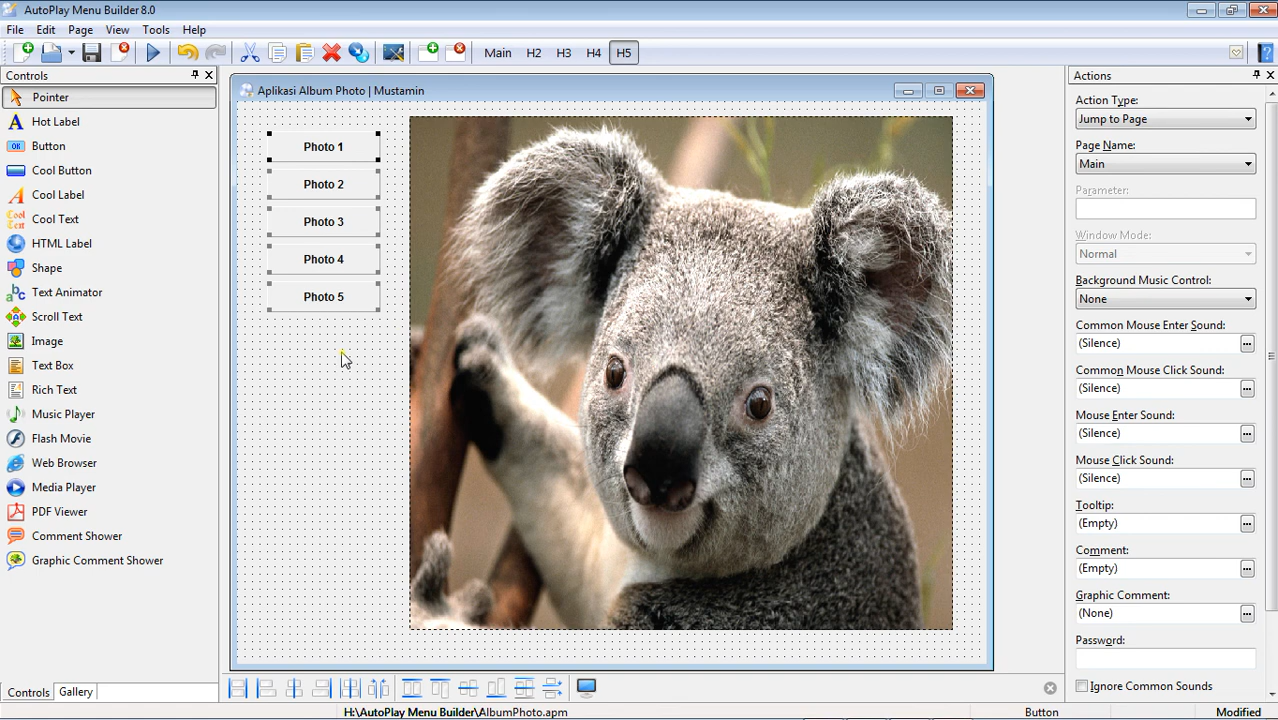 AutoPlay Menu Builder 8.0
File Edit Page View Tools Help
Main H2 H3 H4 H5
Controls
Pointer
Hot Label
OK Button
Cool Button
A Cool Label
Cool Text Cool Text
HTML Label
Shape
abc Text Animator
Scroll Text
Image
Text Box
Rich Text
Music Player
Flash Movie
Web Browser
Media Player
PDF Viewer
Comment Shower
Graphic Comment Shower
Controls Gallery
Aplikasi Album Photo | Mustamin
Photo 1
Photo 2
Photo 3
Photo 4
Photo 5
Actions
Action Type:
Jump to Page
Page Name:
Main
Parameter:
Window Mode:
Normal
Background Music Control:
None
Common Mouse Enter Sound:
(Silence)
Common Mouse Click Sound:
(Silence)
Mouse Enter Sound:
(Silence)
Mouse Click Sound:
(Silence)
Tooltip:
(Empty)
Comment:
(Empty)
Graphic Comment:
(None)
Password:
Ignore Common Sounds
H:\AutoPlay Menu Builder\AlbumPhoto.apm Button Modified